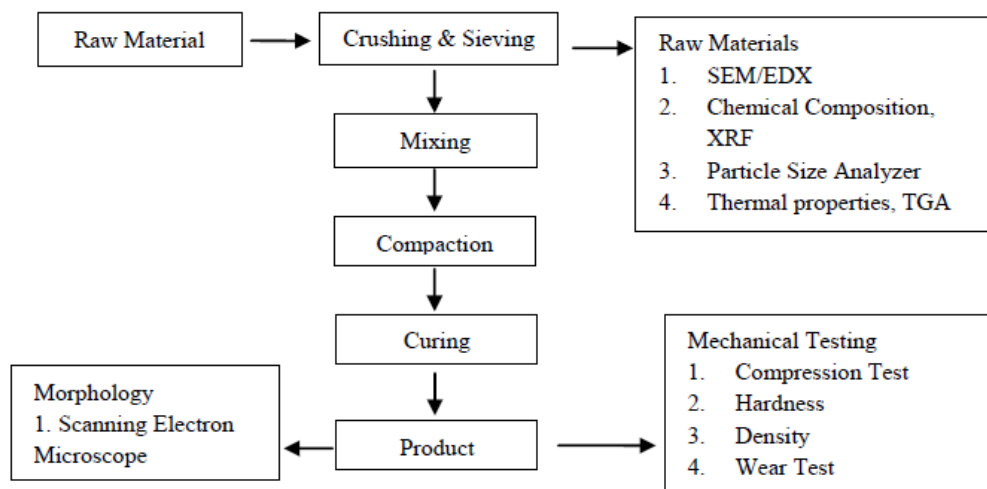 Raw Material
Crushing & Sieving
Raw Materials
1. SEM/EDX
2. Chemical Composition,
XRF
3. Particle Size Analyzer
4. Thermal properties, TGA
Mixing
Compaction
Curing
Mechanical Testing
1. Compression Test
2. Hardness
3. Density
4. Wear Test
Morphology
1. Scanning Electron
Microscope
Product